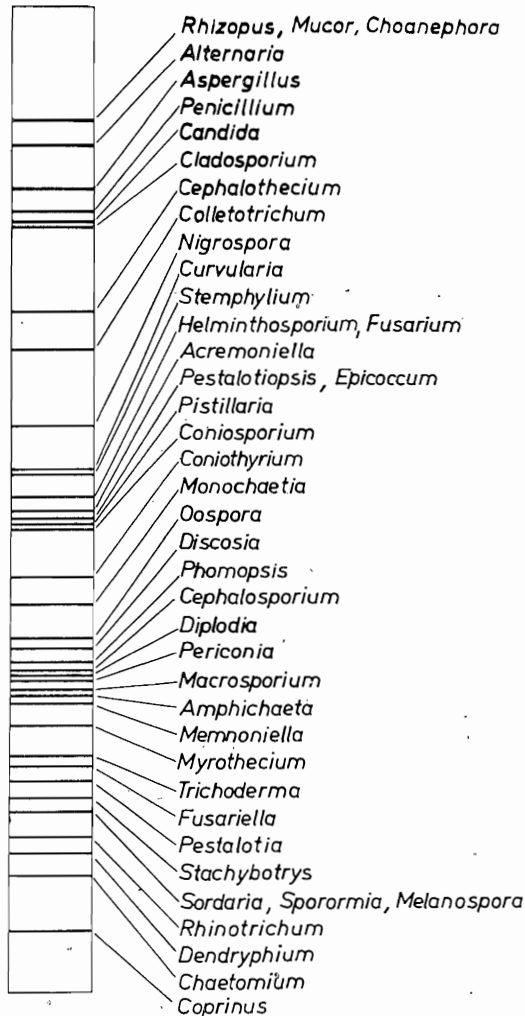 Rhizopus, Mucor, Choanephora
Alternaria
Aspergillus
Penicillium
Candida
Cladosporium
Cephalothecium
Colletotrichum
Nigrospora
Curvularia
Stemphylium
Helminthosporium, Fusarium
Acremoniella
Pestalotiopsis, Epicoccum
Pistillaria
Coniosporium
Coniothyrium
Monochaetia
Oospora
Discosia
Phomopsis
Cephalosporium
Diplodia
Periconia
Macrosporium
Amphichaeta
Memnoniella
Myrothecium
Trichoderma
Fusariella
Pestalotia
Stachybotrys
Sordaria, Sporormia, Melanospora
Rhinotrichum
Dendryphium
Chaetomium
Coprinus